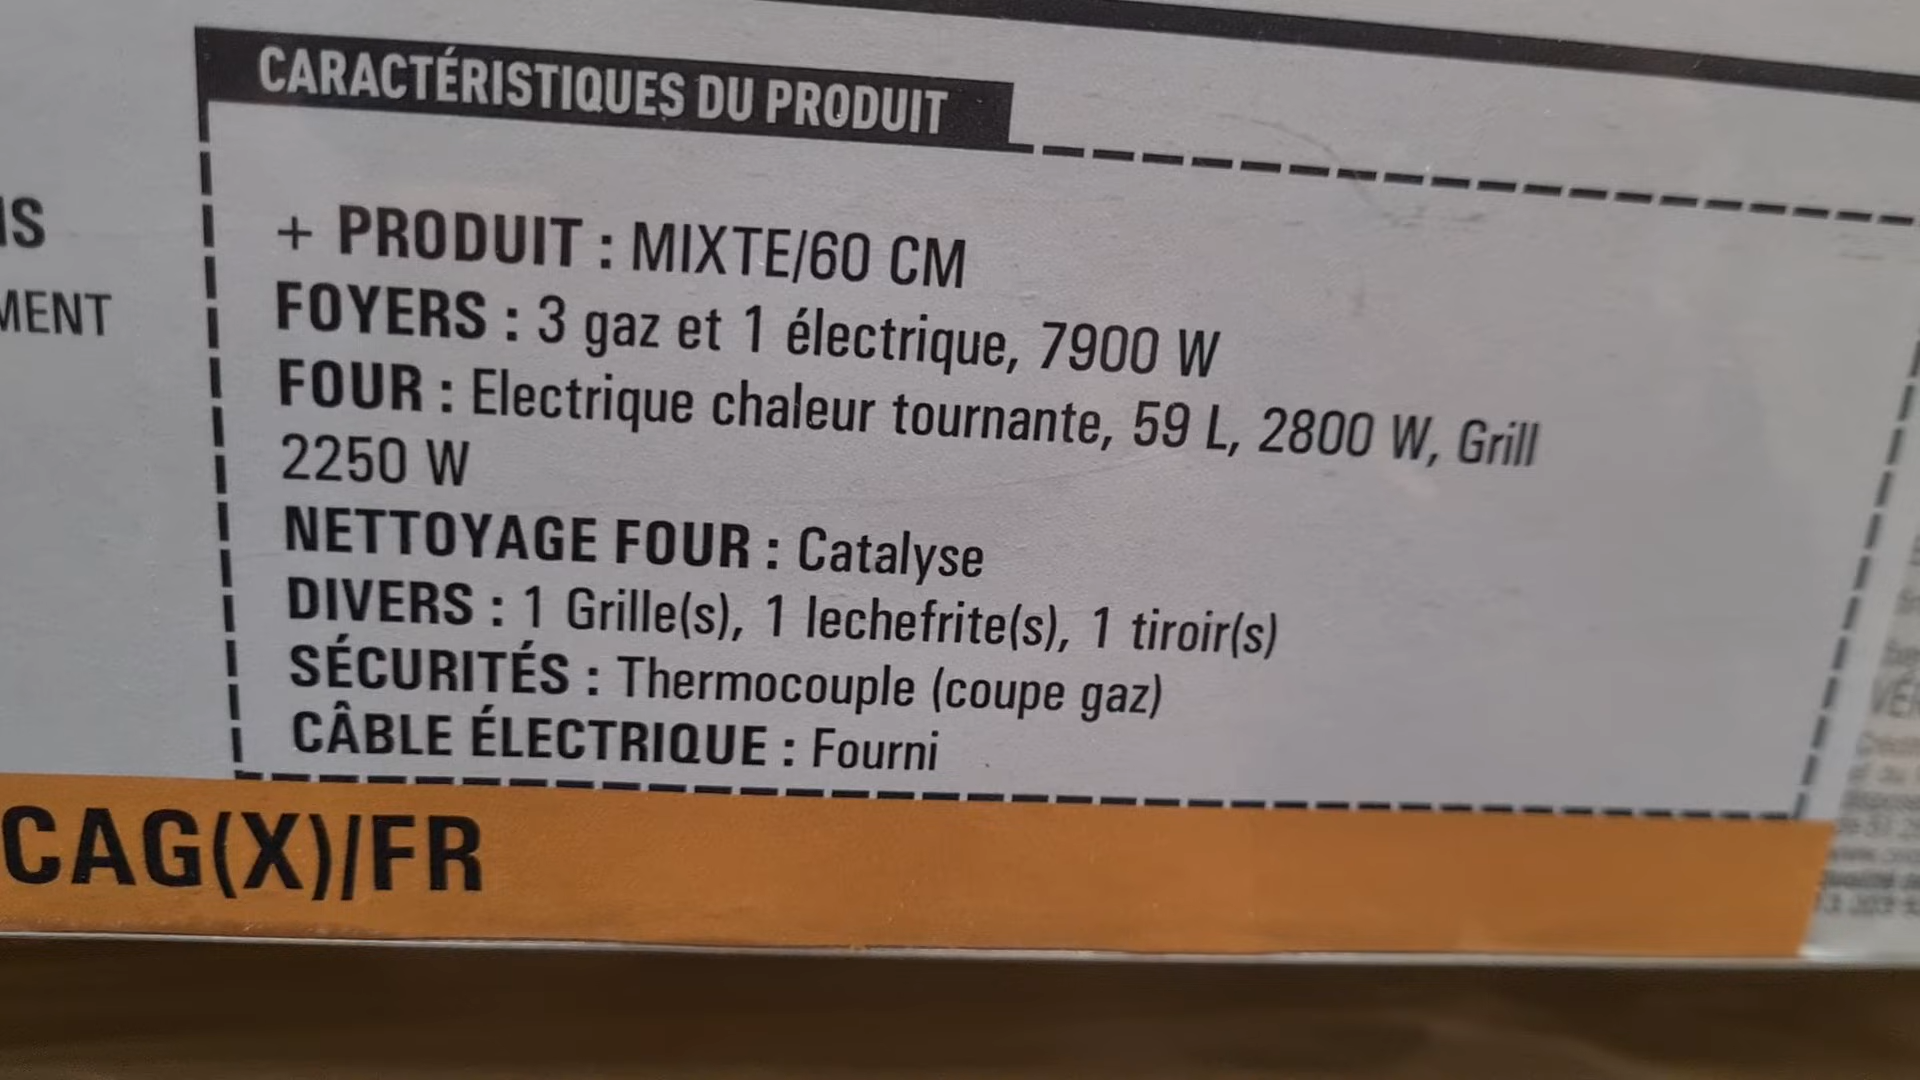 CARACTÉRISTIQUES DU PRODUIT
+ PRODUIT : MIXTE/60 CM
FOYERS : 3 gaz et 1 électrique, 7900 W
FOUR : Electrique chaleur tournante, 59 L, 2800 W, Grill
2250 W
NETTOYAGE FOUR : Catalyse
DIVERS : 1 Grille(s), 1 lechefrite(s), 1 tiroir(s)
SÉCURITÉS : Thermocouple (coupe gaz)
CÂBLE ÉLECTRIQUE : Fourni
CAG(X)/FR